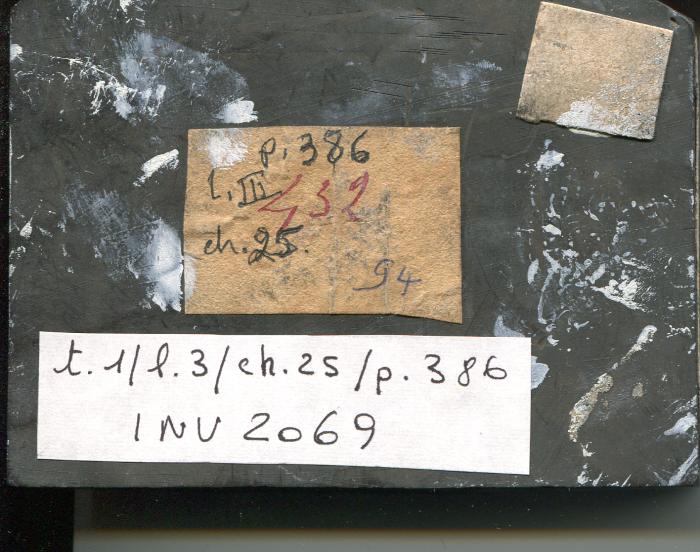 p. 386
l. III
432
ch. 25.
94
t. 1/l. 3/ch. 25/p. 386
INV 2069